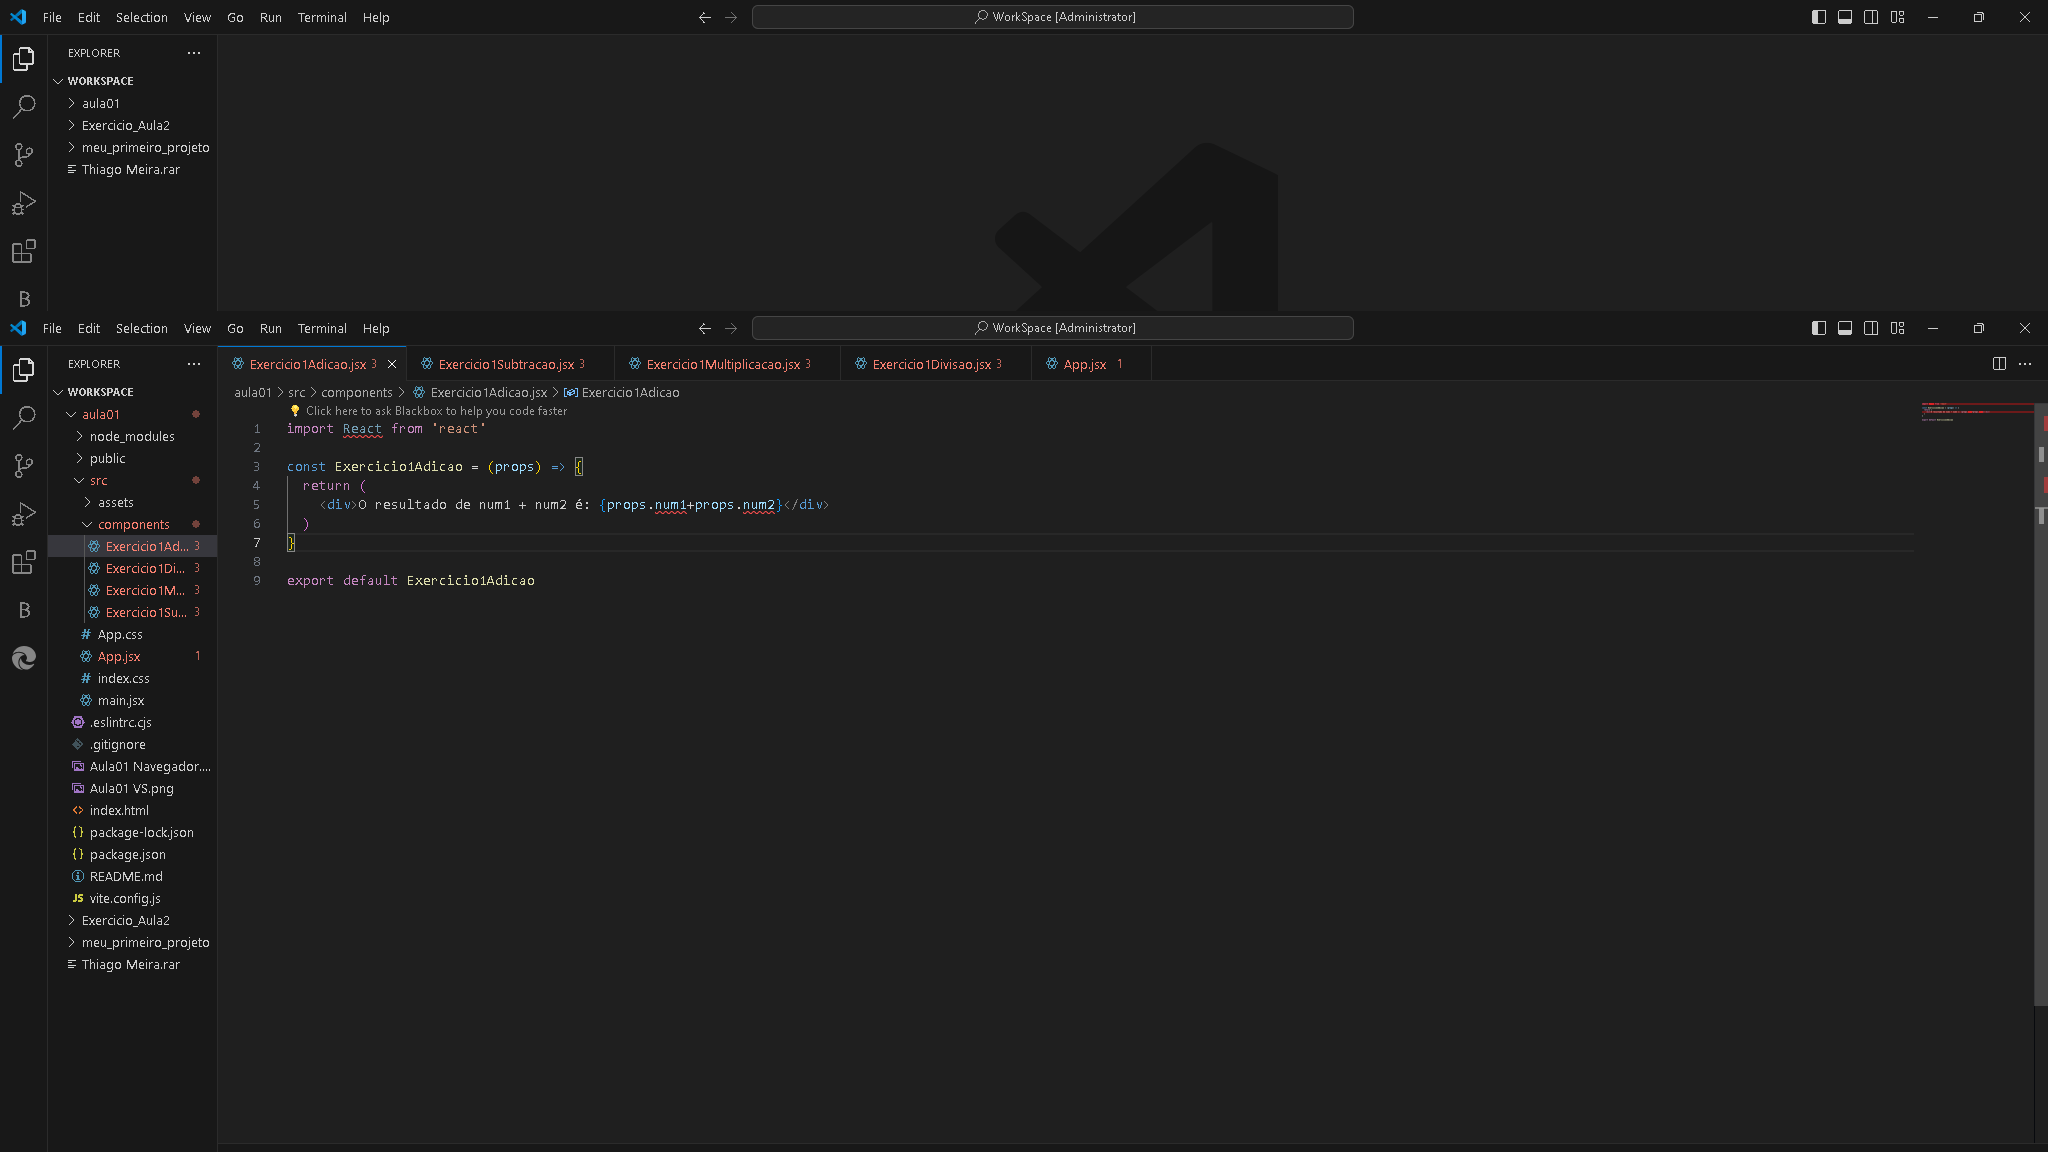 File Edit Selection View Go Run Terminal Help
WorkSpace [Administrator]
EXPLORER
WORKSPACE
aula01
Exercicio_Aula2
meu_primeiro_projeto
Thiago Meira.rar
B
File Edit Selection View Go Run Terminal Help
WorkSpace [Administrator]
EXPLORER
WORKSPACE
aula01
node_modules
public
src
assets
components
Exercicio1Ad... 3
Exercicio1Di... 3
Exercicio1M... 3
Exercicio1Su... 3
# App.css
App.jsx 1
# index.css
main.jsx
.eslintrc.cjs
.gitignore
Aula01 Navegador....
Aula01 VS.png
<> index.html
{} package-lock.json
{} package.json
README.md
JS vite.config.js
Exercicio_Aula2
meu_primeiro_projeto
Thiago Meira.rar
B
Exercicio1Adicao.jsx 3 Exercicio1Subtracao.jsx 3 Exercicio1Multiplicacao.jsx 3 Exercicio1Divisao.jsx 3 App.jsx 1
aula01 > src > components > Exercicio1Adicao.jsx > Exercicio1Adicao
Click here to ask Blackbox to help you code faster
1 import React from 'react'
2
3 const Exercicio1Adicao = (props) => {
4 return (
5 <div>O resultado de num1 + num2 é: {props.num1+props.num2}</div>
6 )
7 }
8
9 export default Exercicio1Adicao